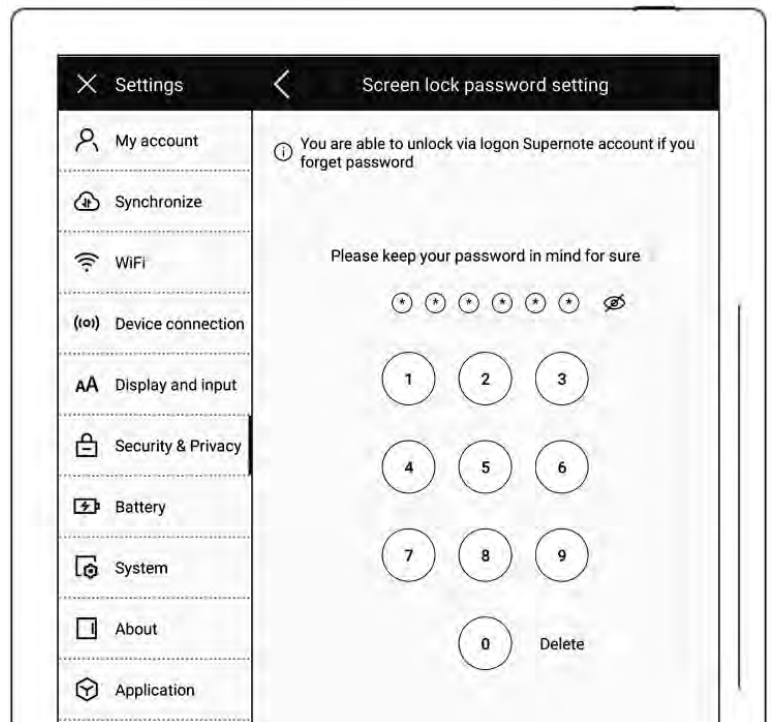 Settings
Screen lock password setting
My account
Synchronize
WiFi
Device connection
Display and input
Security & Privacy
Battery
System
About
Application
You are able to unlock via logon Supernote account if you
forget password
Please keep your password in mind for sure
* * * * * *
1 2 3
4 5 6
7 8 9
0 Delete